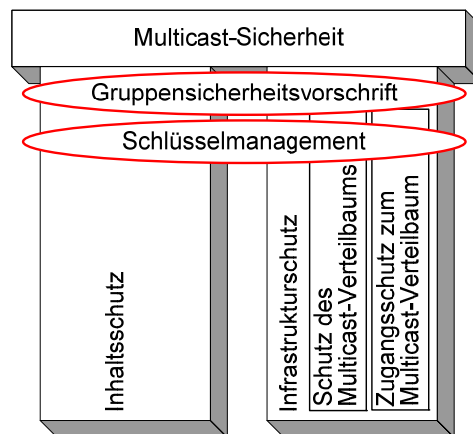 Multicast-Sicherheit
Gruppensicherheitsvorschrift
Schlüsselmanagement
Inhaltsschutz
Infrastrukturschutz
Schutz des
Multicast-Verteilbaums
Zugangsschutz zum
Multicast-Verteilbaum